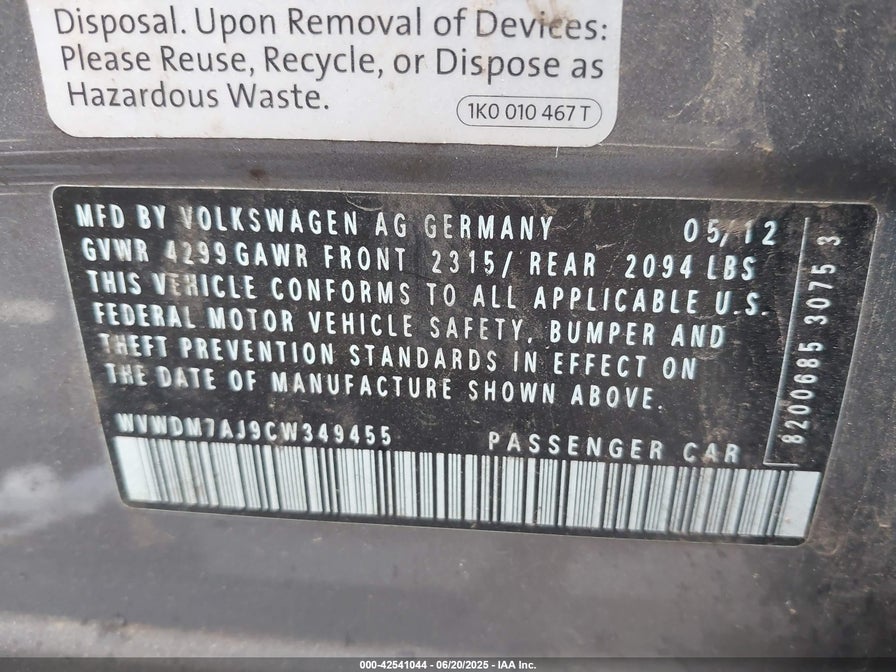 Disposal. Upon Removal of Devices:
Please Reuse, Recycle, or Dispose as
Hazardous Waste.
1K0 010 467 T
MFD BY VOLKSWAGEN AG GERMANY 05/12
GVWR 4299 GAWR FRONT 2315/ REAR 2094 LBS
THIS VEHICLE CONFORMS TO ALL APPLICABLE U.S.
FEDERAL MOTOR VEHICLE SAFETY, BUMPER AND
THEFT PREVENTION STANDARDS IN EFFECT ON
THE DATE OF MANUFACTURE SHOWN ABOVE.
WVWDM7AJ9CW349455 PASSENGER CAR
8200685 3075 3
000-42541044 / 06/20/2025 - IAA Inc.